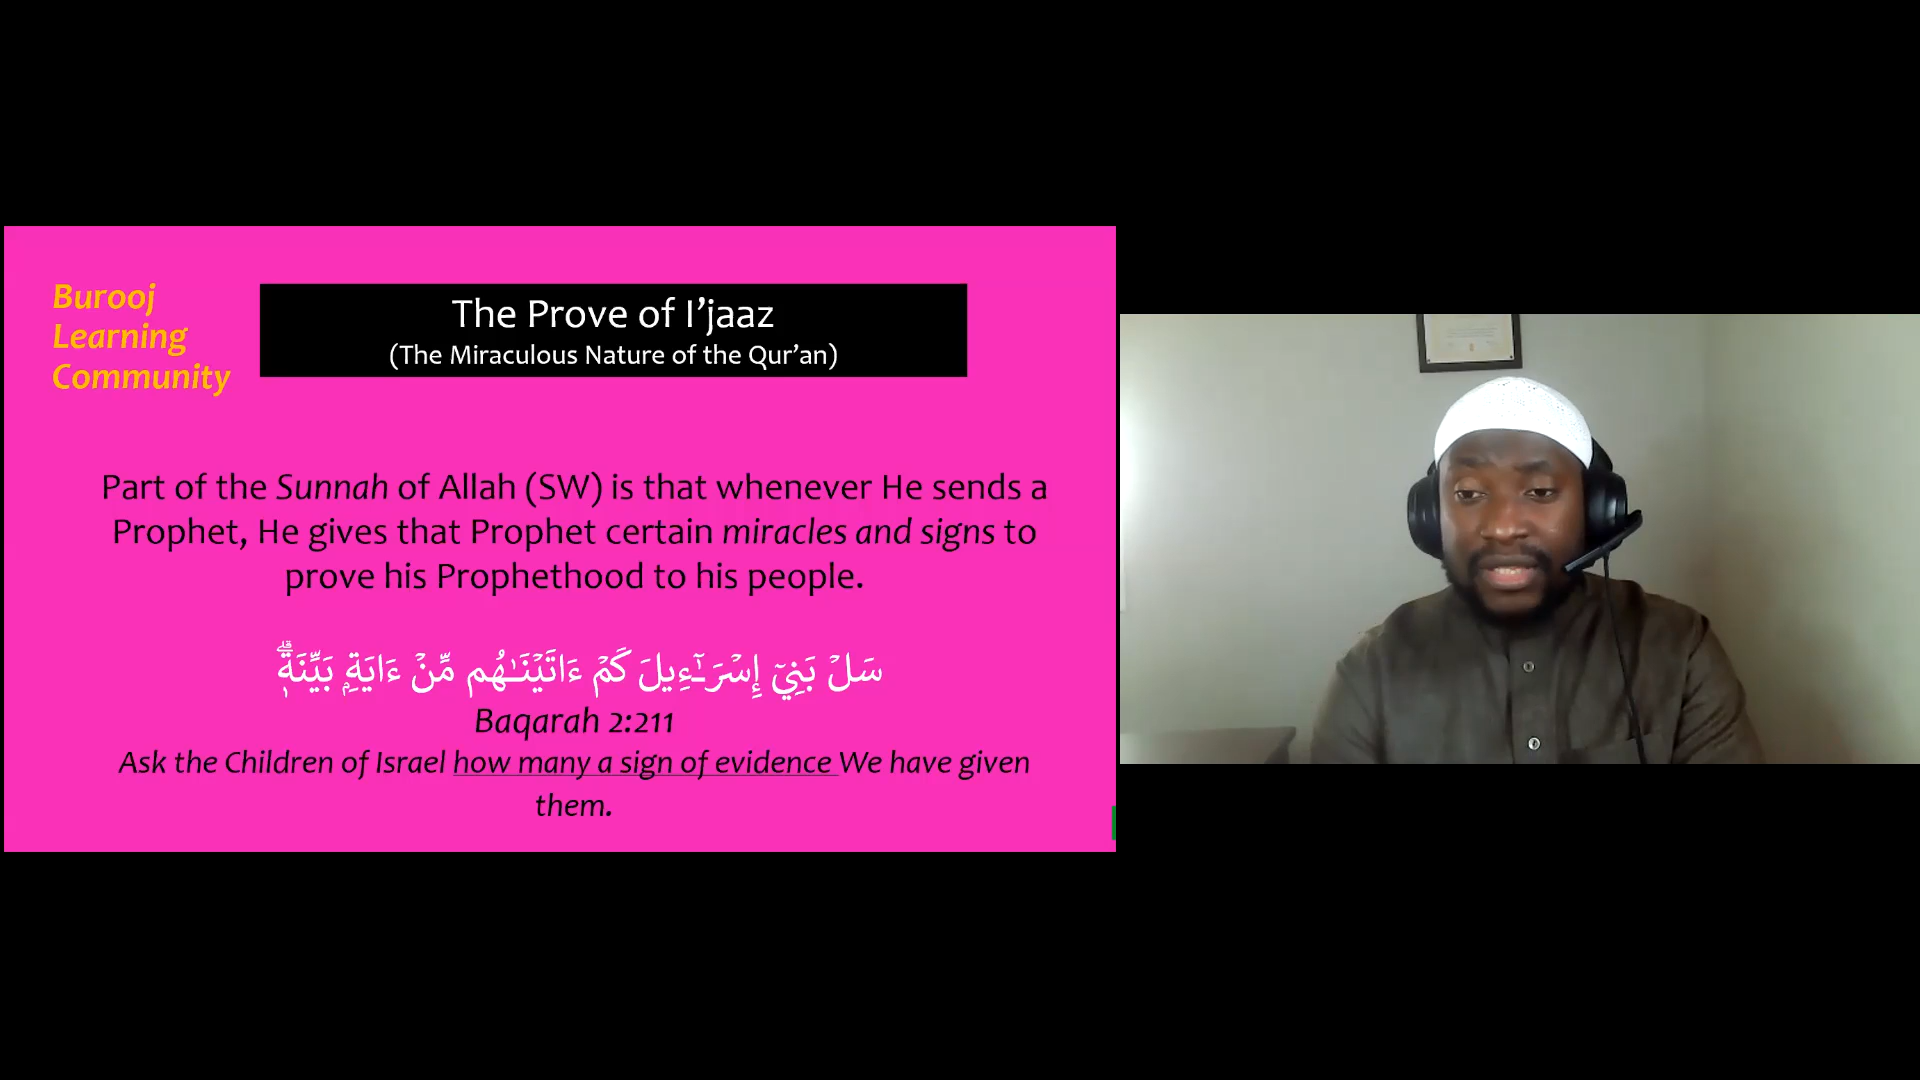 Burooj
Learning
Community
The Prove of I’jaaz
(The Miraculous Nature of the Qur’an)
Part of the Sunnah of Allah (SW) is that whenever He sends a
Prophet, He gives that Prophet certain miracles and signs to
prove his Prophethood to his people.
سَلۡ بَنِيٓ إِسۡرَـٰٓءِيلَ كَمۡ ءَاتَيۡنَـٰهُم مِّنۡ ءَايَةِۭ بَيِّنَةٖۗ
Baqarah 2:211
Ask the Children of Israel how many a sign of evidence We have given
them.